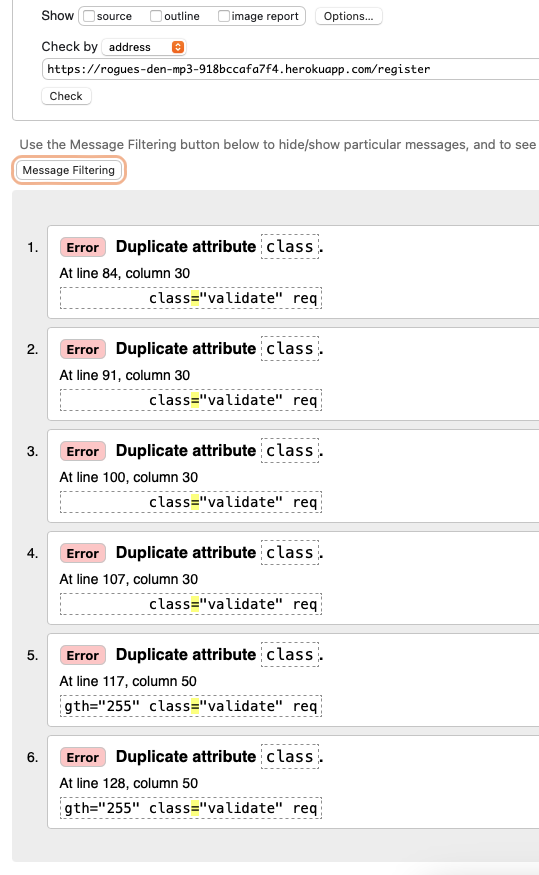 Show source outline image report Options...
Check by address
https://rogues-den-mp3-918bccafa7f4.herokuapp.com/register
Check
Use the Message Filtering button below to hide/show particular messages, and to see
Message Filtering
1. Error Duplicate attribute class.
At line 84, column 30
class="validate" req
2. Error Duplicate attribute class.
At line 91, column 30
class="validate" req
3. Error Duplicate attribute class.
At line 100, column 30
class="validate" req
4. Error Duplicate attribute class.
At line 107, column 30
class="validate" req
5. Error Duplicate attribute class.
At line 117, column 50
gth="255" class="validate" req
6. Error Duplicate attribute class.
At line 128, column 50
gth="255" class="validate" req